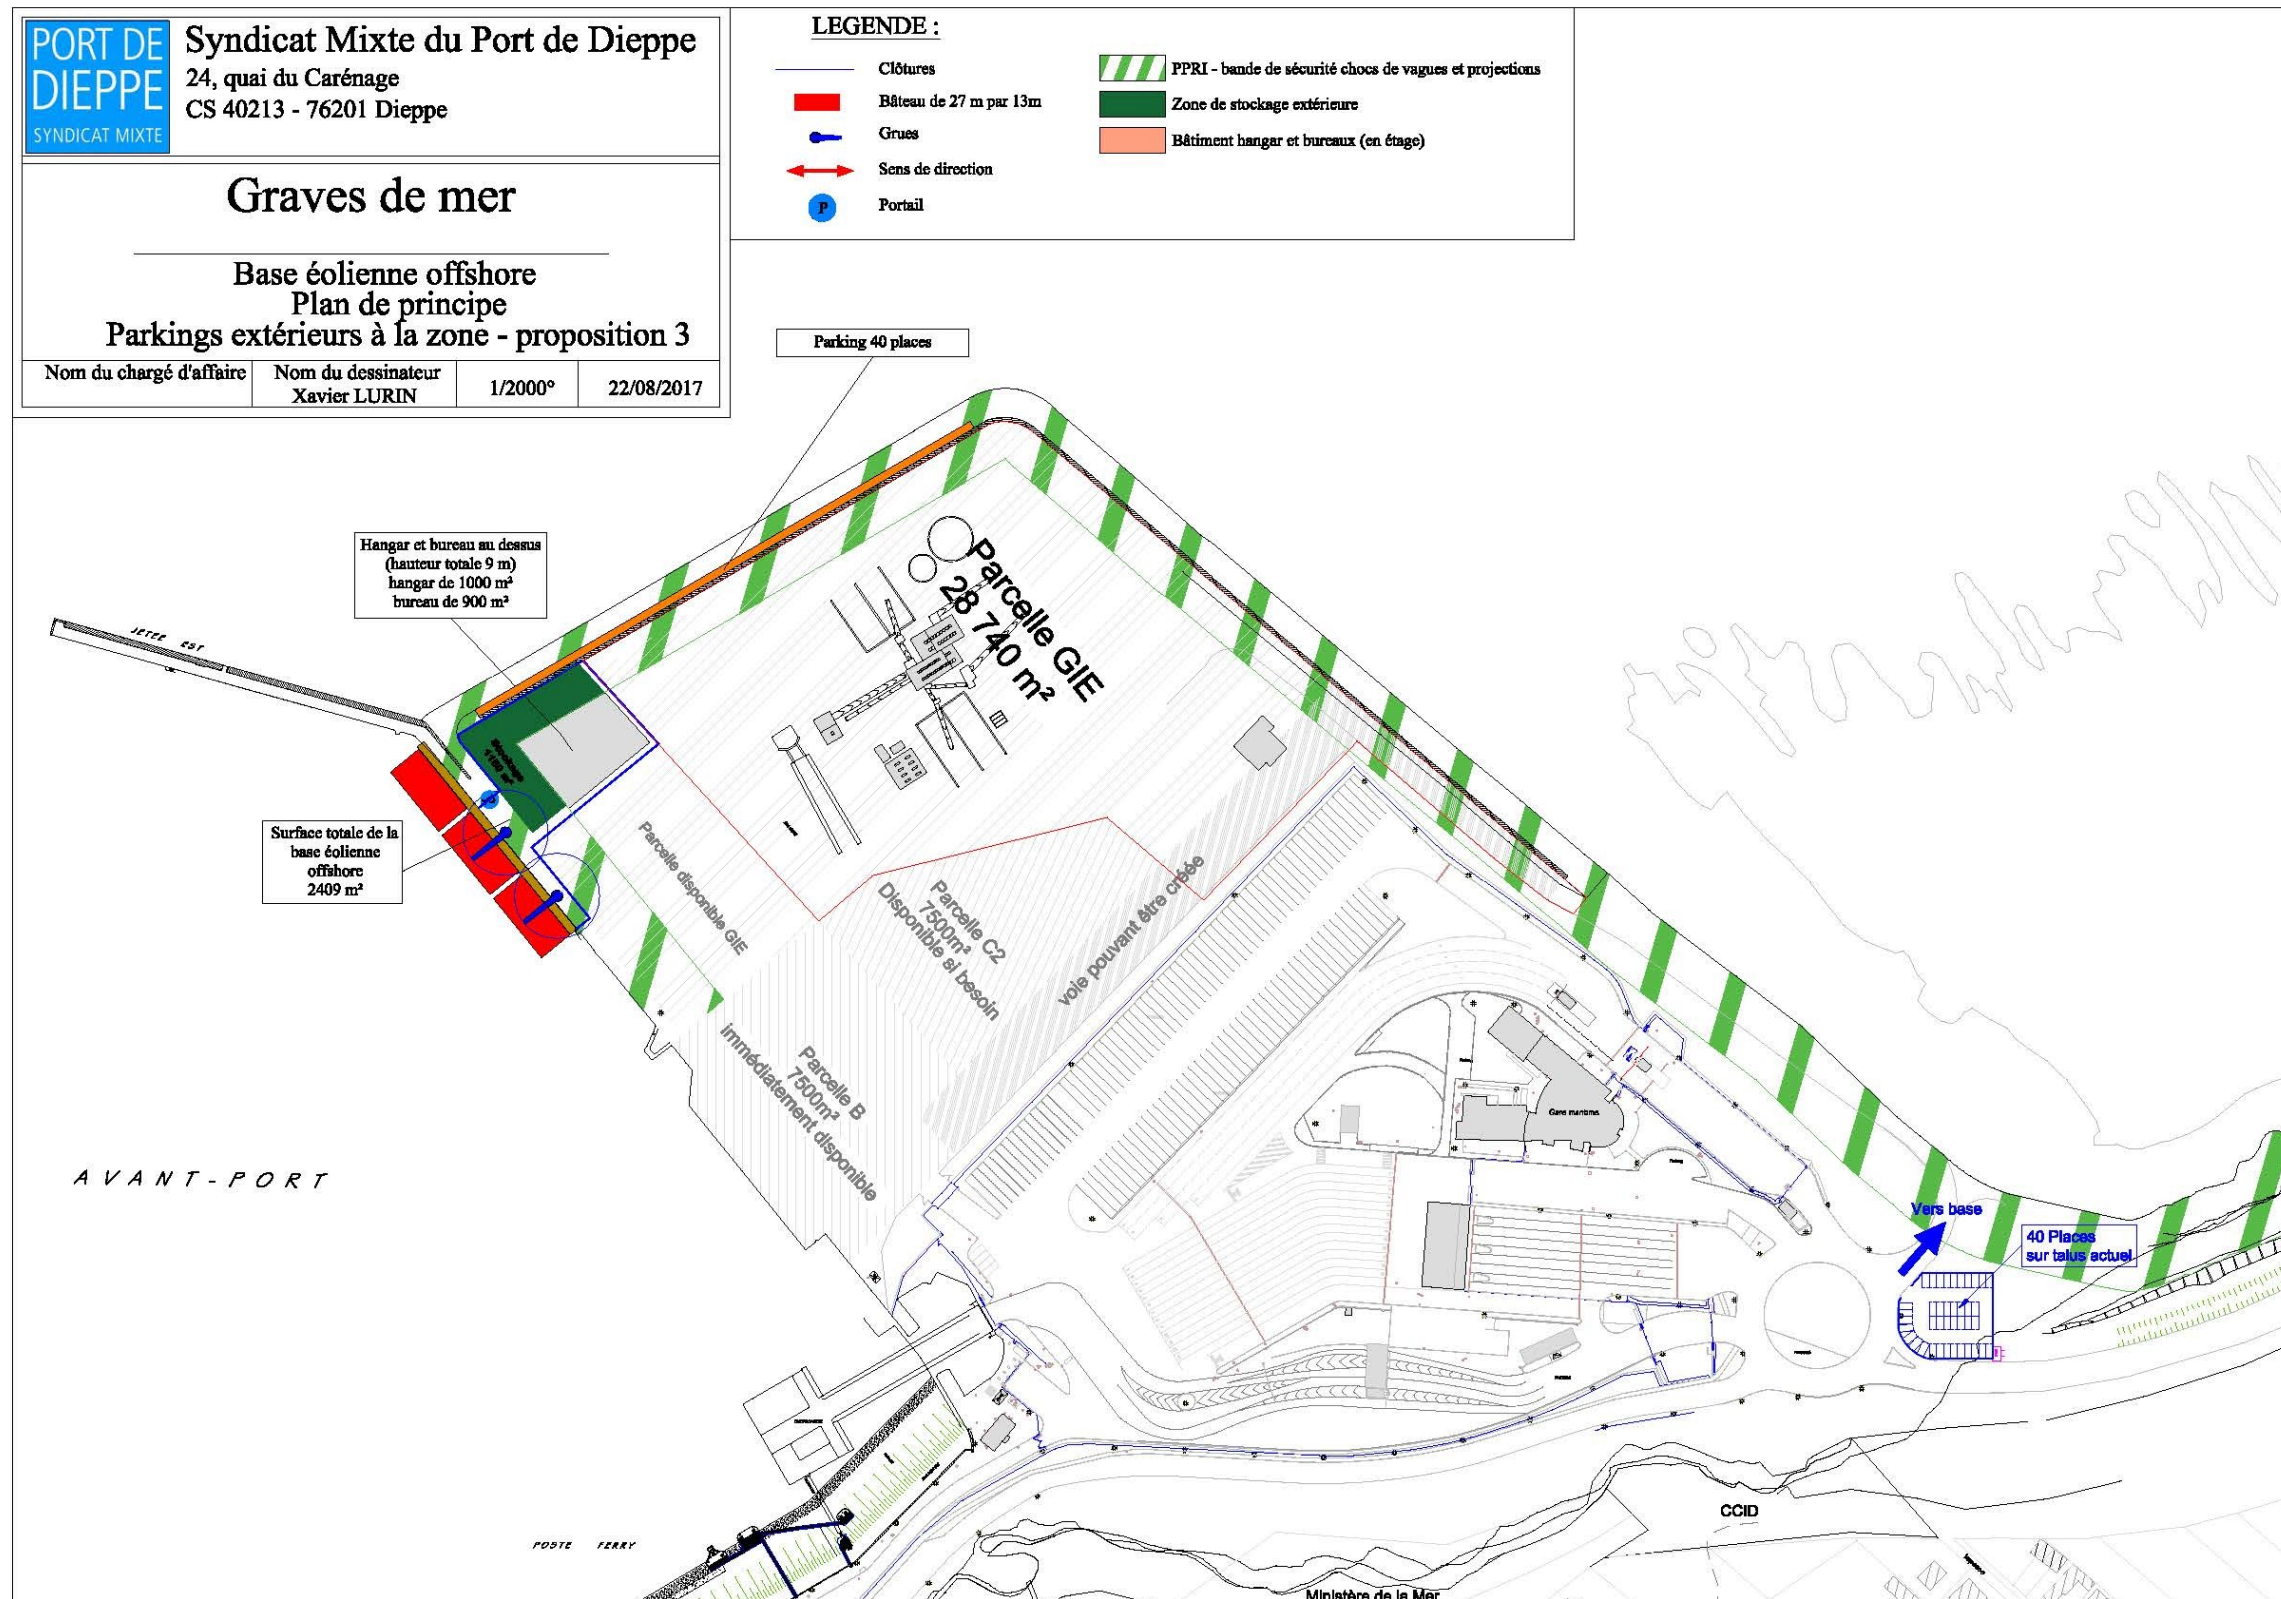 PORT DE
DIEPPE
SYNDICAT MIXTE
Syndicat Mixte du Port de Dieppe
24, quai du Carénage
CS 40213 - 76201 Dieppe
Graves de mer
Base éolienne offshore
Plan de principe
Parkings extérieurs à la zone - proposition 3
Nom du chargé d'affaire
Nom du dessinateur
Xavier LURIN
1/2000°
22/08/2017
LEGENDE :
Clôtures
Bâteau de 27 m par 13m
Grues
Sens de direction
P
Portail
PPRI - bande de sécurité chocs de vagues et projections
Zone de stockage extérieure
Bâtiment hangar et bureaux (en étage)
Parking 40 places
Hangar et bureau au dessus
(hauteur totale 9 m)
hangar de 1000 m²
bureau de 900 m²
JETEE EST
Parcelle GIE
28 740 m²
Stockage
1180 m²
P
Surface totale de la
base éolienne
offshore
2409 m²
Parcelle disponible GIE
Parcelle C2
7500m²
Disponible si besoin
voie pouvant être créée
Parcelle B
7500m²
immédiatement disponible
Gare maritime
AVANT-PORT
Vers base
40 Places
sur talus actuel
POSTE FERRY
CCID
Ministère de la Mer